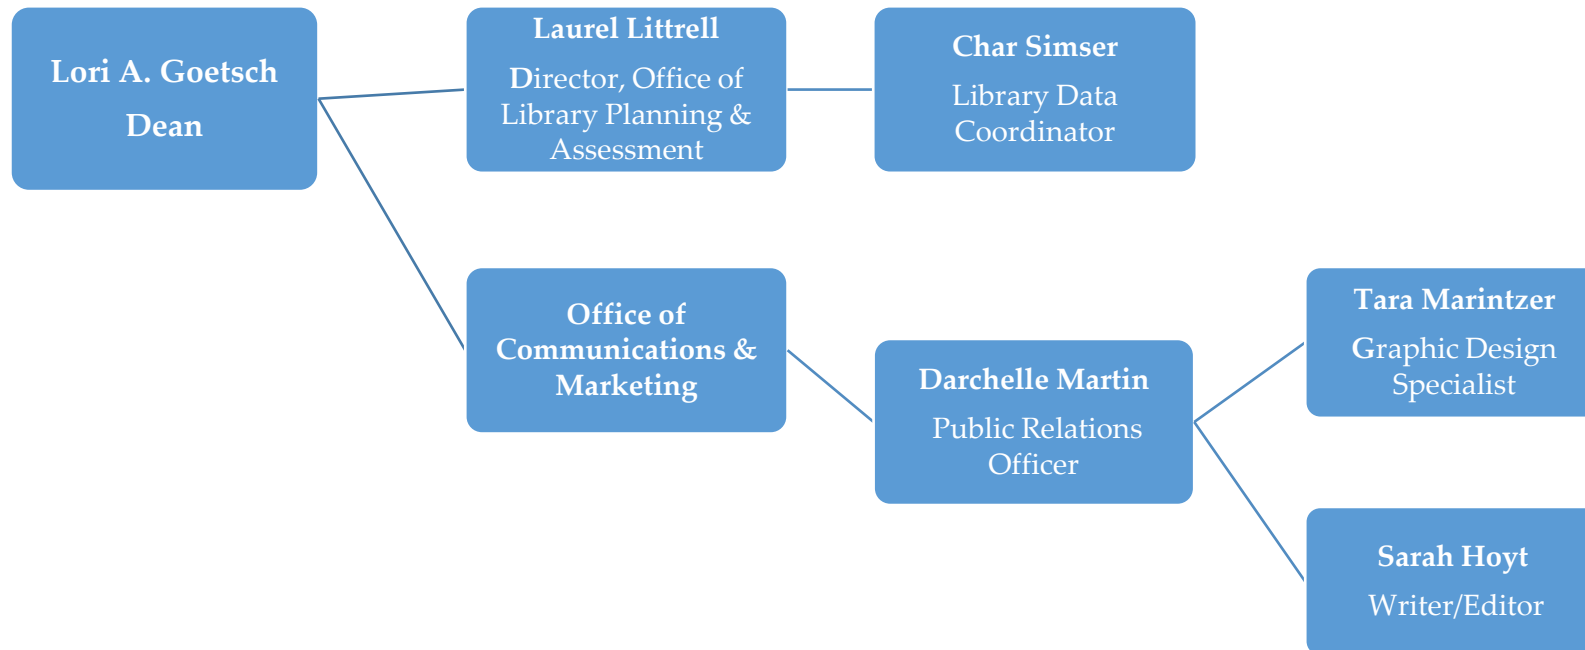 Lori A. Goetsch
Dean
Laurel Littrell
Director, Office of
Library Planning &
Assessment
Char Simser
Library Data
Coordinator
Office of
Communications &
Marketing
Darchelle Martin
Public Relations
Officer
Tara Marintzer
Graphic Design
Specialist
Sarah Hoyt
Writer/Editor